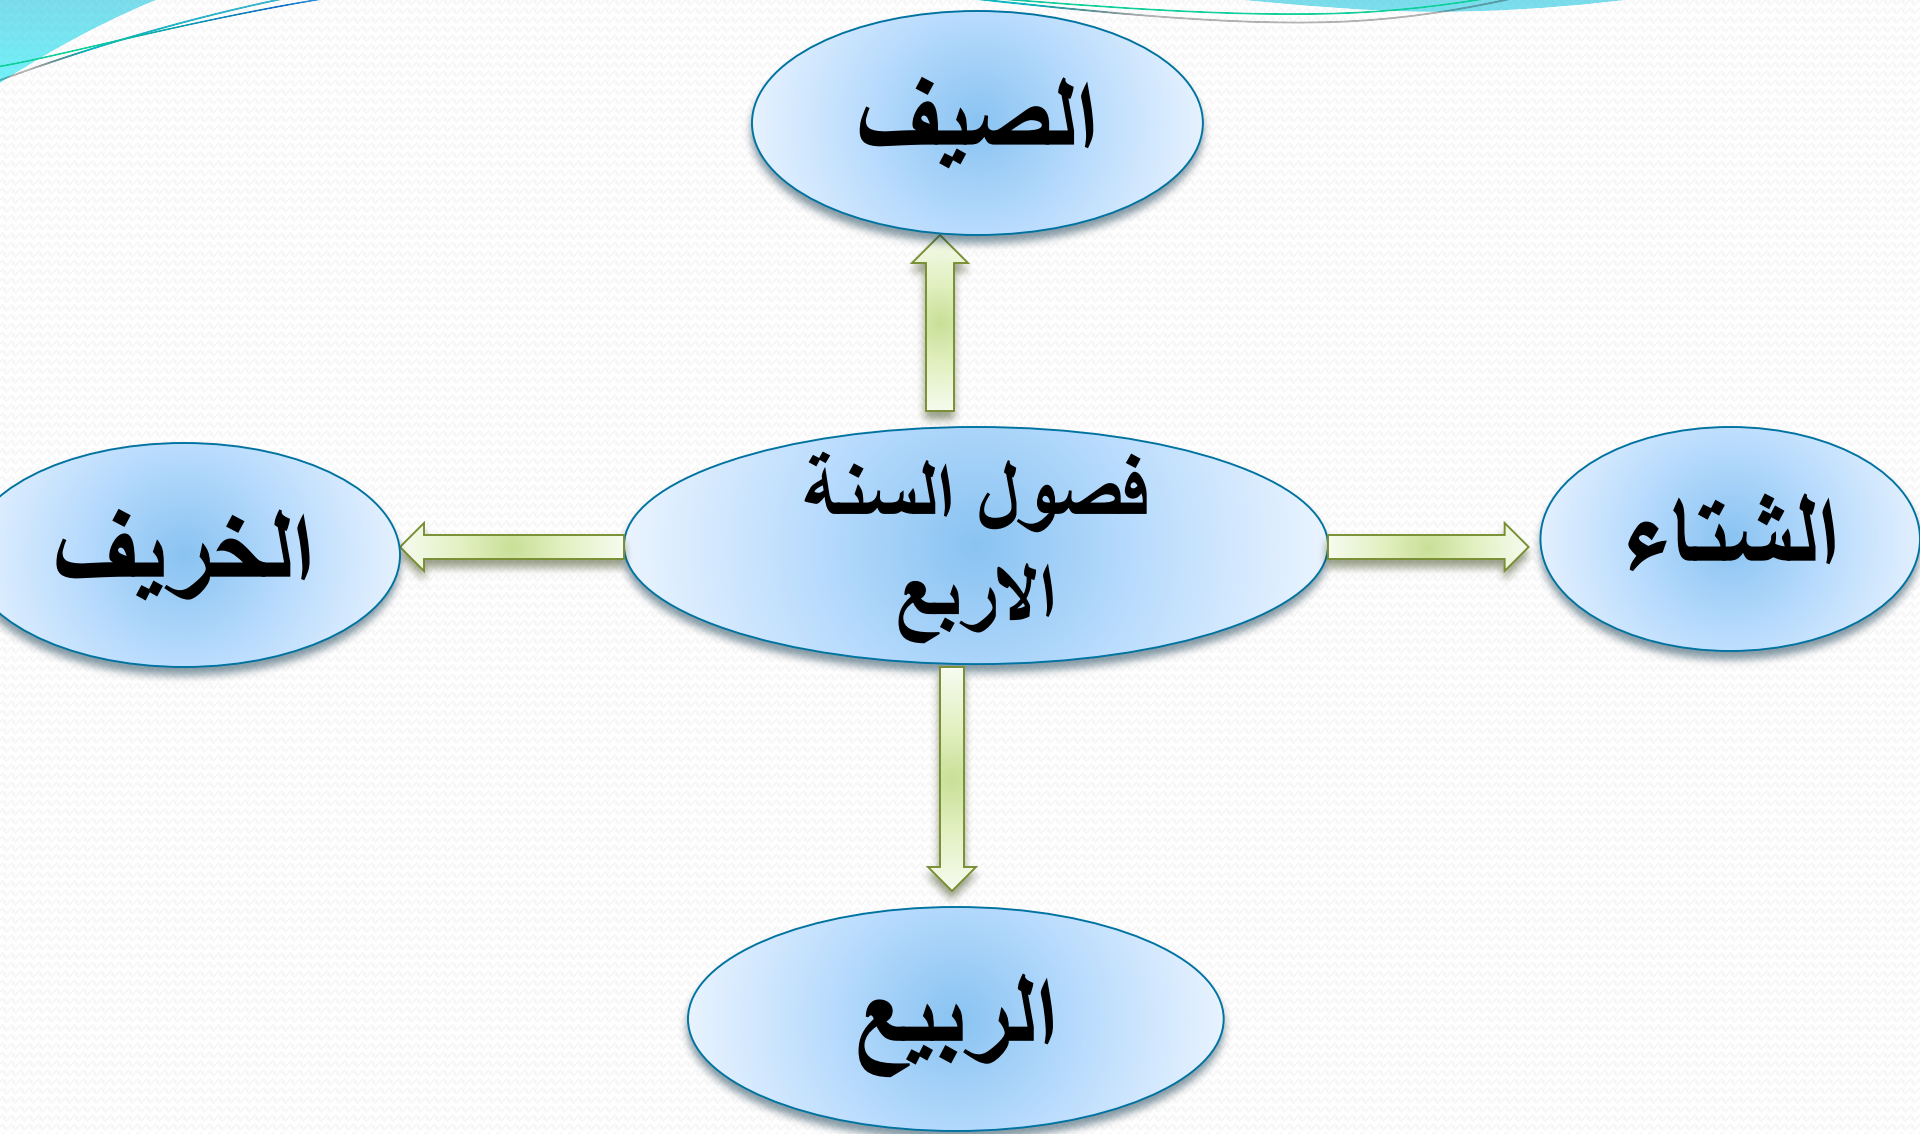 الصيف
فصول السنة
الاربع
الشتاء
الخريف
الربيع